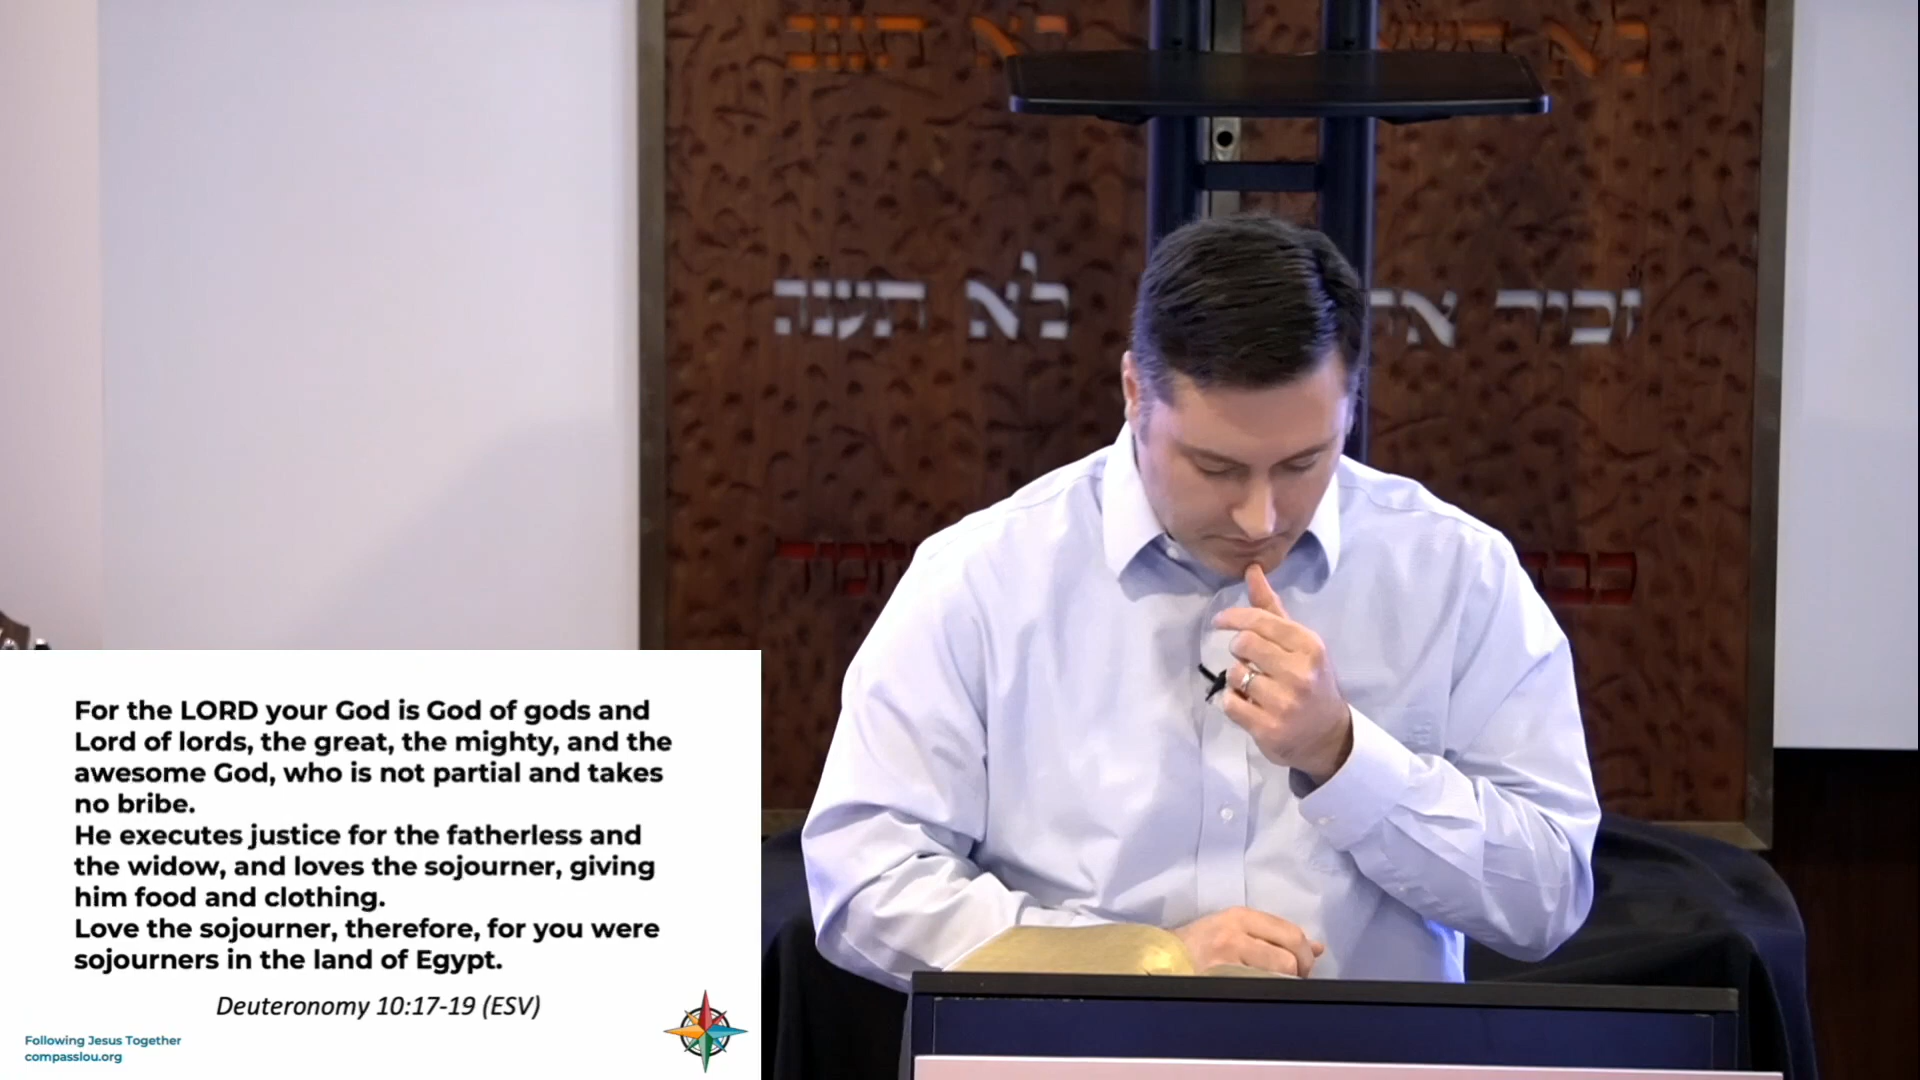 לא תגנב
לא תענה
זכור את
כבד
For the LORD your God is God of gods and
Lord of lords, the great, the mighty, and the
awesome God, who is not partial and takes
no bribe.
He executes justice for the fatherless and
the widow, and loves the sojourner, giving
him food and clothing.
Love the sojourner, therefore, for you were
sojourners in the land of Egypt.
Deuteronomy 10:17-19 (ESV)
Following Jesus Together
compasslou.org